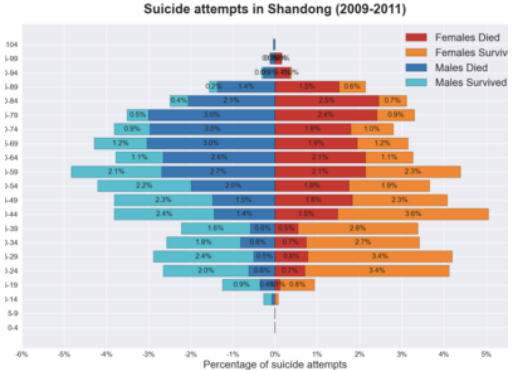 Suicide attempts in Shandong (2009-2011)
Females Died
Females Survive
Males Died
Males Survived
104
-99
-94
-89 0.2% 1.4% 1.5% 0.6%
-84 0.4% 2.1% 2.5% 0.7%
-79 0.5% 3.0% 2.4% 0.9%
-74 0.9% 3.0% 1.8% 1.0%
-69 1.2% 3.0% 1.2%
-64 1.1% 2.6% 2.1% 1.1%
-59 2.1% 2.7% 2.1% 2.3%
-54 2.2% 2.0% 1.8% 1.9%
-49 2.3% 1.5% 1.8% 2.3%
-44 2.4% 1.4% 1.5% 3.6%
-39 1.6% 0.6% 0.5% 2.8%
-34 1.8% 0.8% 0.7% 2.7%
-29 2.4% 0.5% 0.8% 3.4%
-24 2.0% 0.6% 0.7% 3.4%
-19 0.9% 0.8%
-14
5-9
0-4
-6% -5% -4% -3% -2% -1% 0% 1% 2% 3% 4% 5%
Percentage of suicide attempts